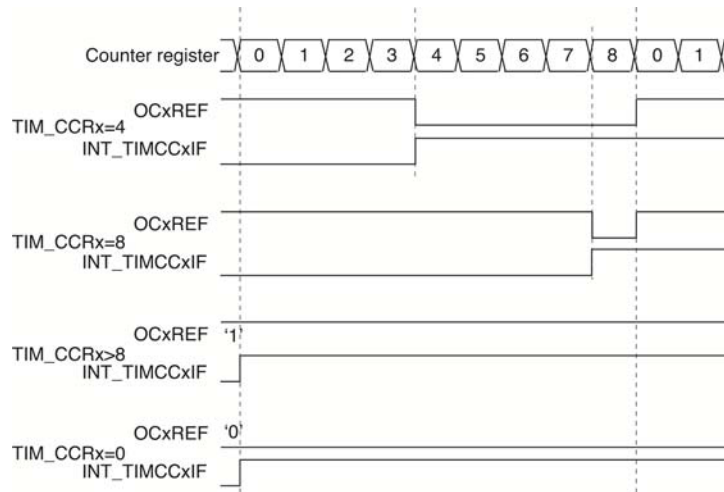 Counter register 0 1 2 3 4 5 6 7 8 0 1
OCxREF
TIM_CCRx=4
INT_TIMCCxIF
OCxREF
TIM_CCRx=8
INT_TIMCCxIF
OCxREF '1'
TIM_CCRx>8
INT_TIMCCxIF
OCxREF '0'
TIM_CCRx=0
INT_TIMCCxIF